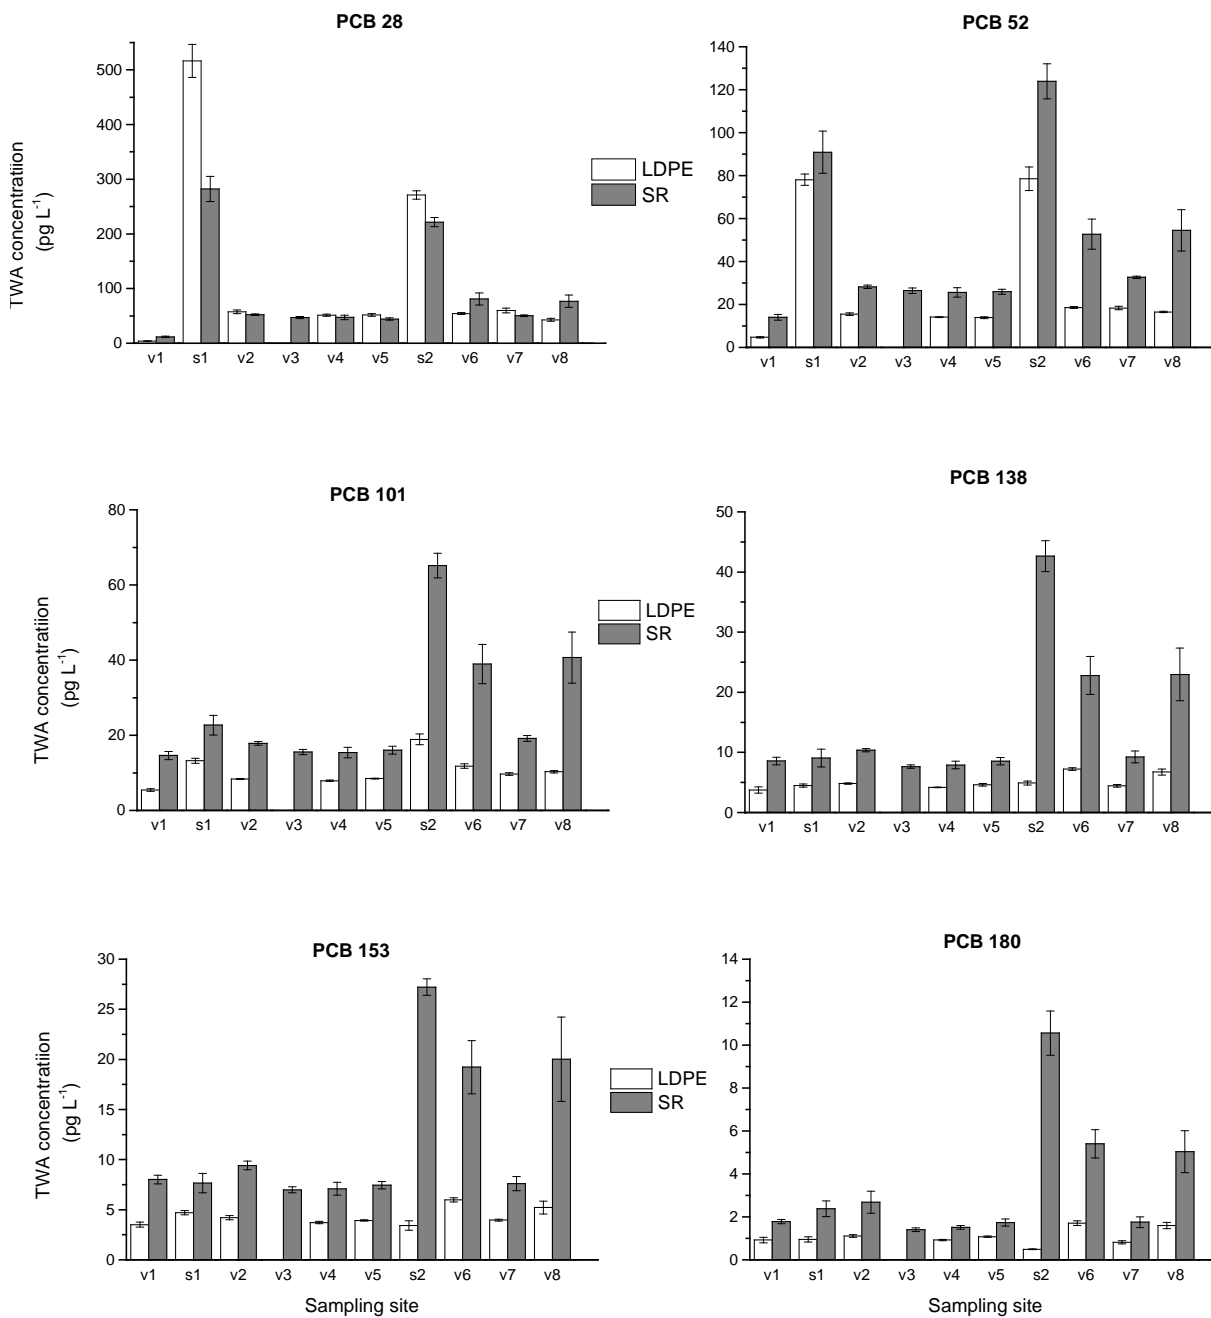 PCB 28
TWA concentratiion
(pg L⁻¹)
500
400
300
200
100
0
v1 s1 v2 v3 v4 v5 s2 v6 v7 v8
LDPE
SR
PCB 52
140
120
100
80
60
40
20
0
v1 s1 v2 v3 v4 v5 s2 v6 v7 v8
PCB 101
TWA concentratiion
(pg L⁻¹)
80
60
40
20
0
v1 s1 v2 v3 v4 v5 s2 v6 v7 v8
LDPE
SR
PCB 138
50
40
30
20
10
0
v1 s1 v2 v3 v4 v5 s2 v6 v7 v8
PCB 153
TWA concentratiion
(pg L⁻¹)
30
25
20
15
10
5
0
v1 s1 v2 v3 v4 v5 s2 v6 v7 v8
Sampling site
LDPE
SR
PCB 180
14
12
10
8
6
4
2
0
v1 s1 v2 v3 v4 v5 s2 v6 v7 v8
Sampling site